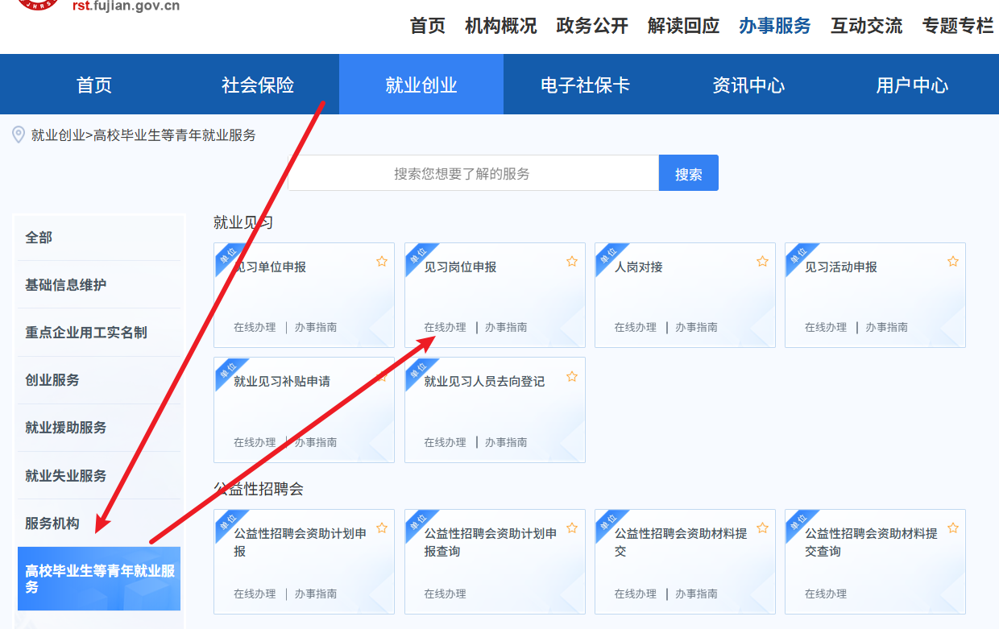 rst.fujian.gov.cn
首页 机构概况 政务公开 解读回应 办事服务 互动交流 专题专栏
首页 社会保险 就业创业 电子社保卡 资讯中心 用户中心
就业创业>高校毕业生等青年就业服务
搜索您想要了解的服务 搜索
全部
基础信息维护
重点企业用工实名制
创业服务
就业援助服务
就业失业服务
服务机构
高校毕业生等青年就业服
务
就业见习
单位 见习单位申报
在线办理 | 办事指南
单位 见习岗位申报
在线办理 | 办事指南
单位 人岗对接
在线办理 | 办事指南
单位 见习活动申报
在线办理 | 办事指南
单位 就业见习补贴申请
在线办理 | 办事指南
单位 就业见习人员去向登记
在线办理 | 办事指南
公益性招聘会
单位 公益性招聘会资助计划申
报
在线办理 | 办事指南
单位 公益性招聘会资助计划申
报查询
在线办理
单位 公益性招聘会资助材料提
交
在线办理 | 办事指南
单位 公益性招聘会资助材料提
交查询
在线办理